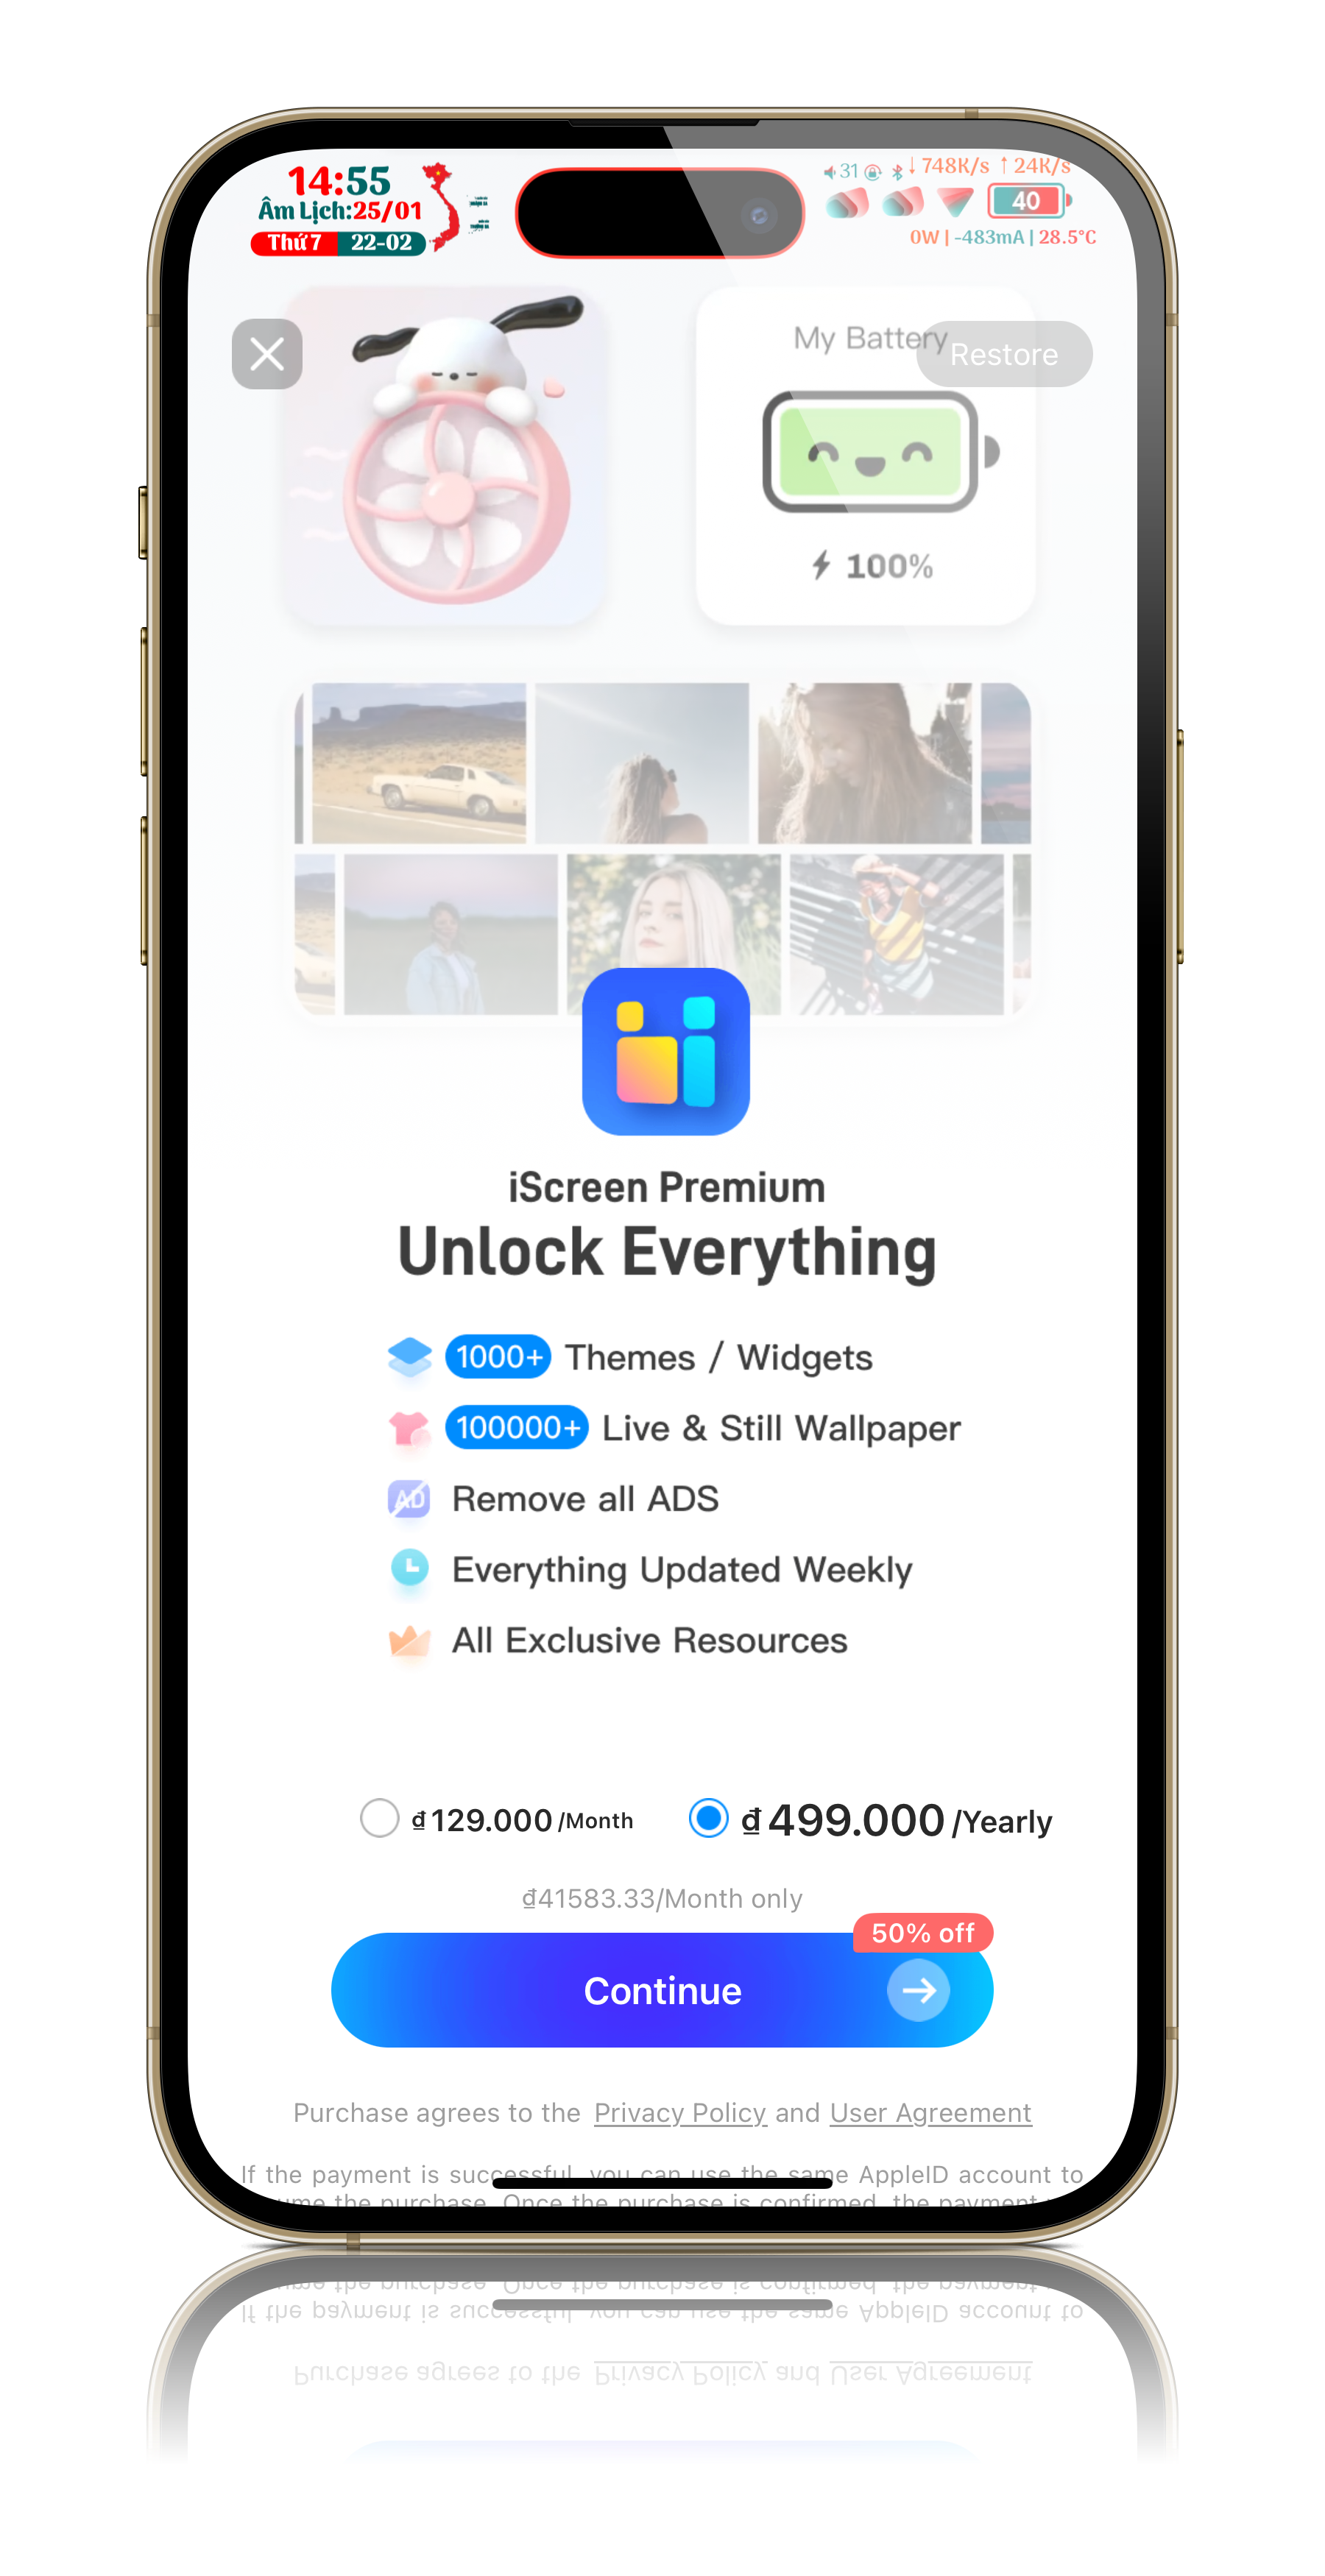 14:55
Âm Lịch:25/01
Thứ 7 22-02
31 ↓ 748K/s ↑ 24K/s
40
0W | -483mA | 28.5°C
My Battery
Restore
100%
iScreen Premium
Unlock Everything
1000+ Themes / Widgets
100000+ Live & Still Wallpaper
AD Remove all ADS
Everything Updated Weekly
All Exclusive Resources
₫129.000/Month ₫499.000/Yearly
₫41583.33/Month only
50% off
Continue
Purchase agrees to the Privacy Policy and User Agreement
If the payment is successful, you can use the same AppleID account to
the purchase. Once the purchase is confirmed, the payment